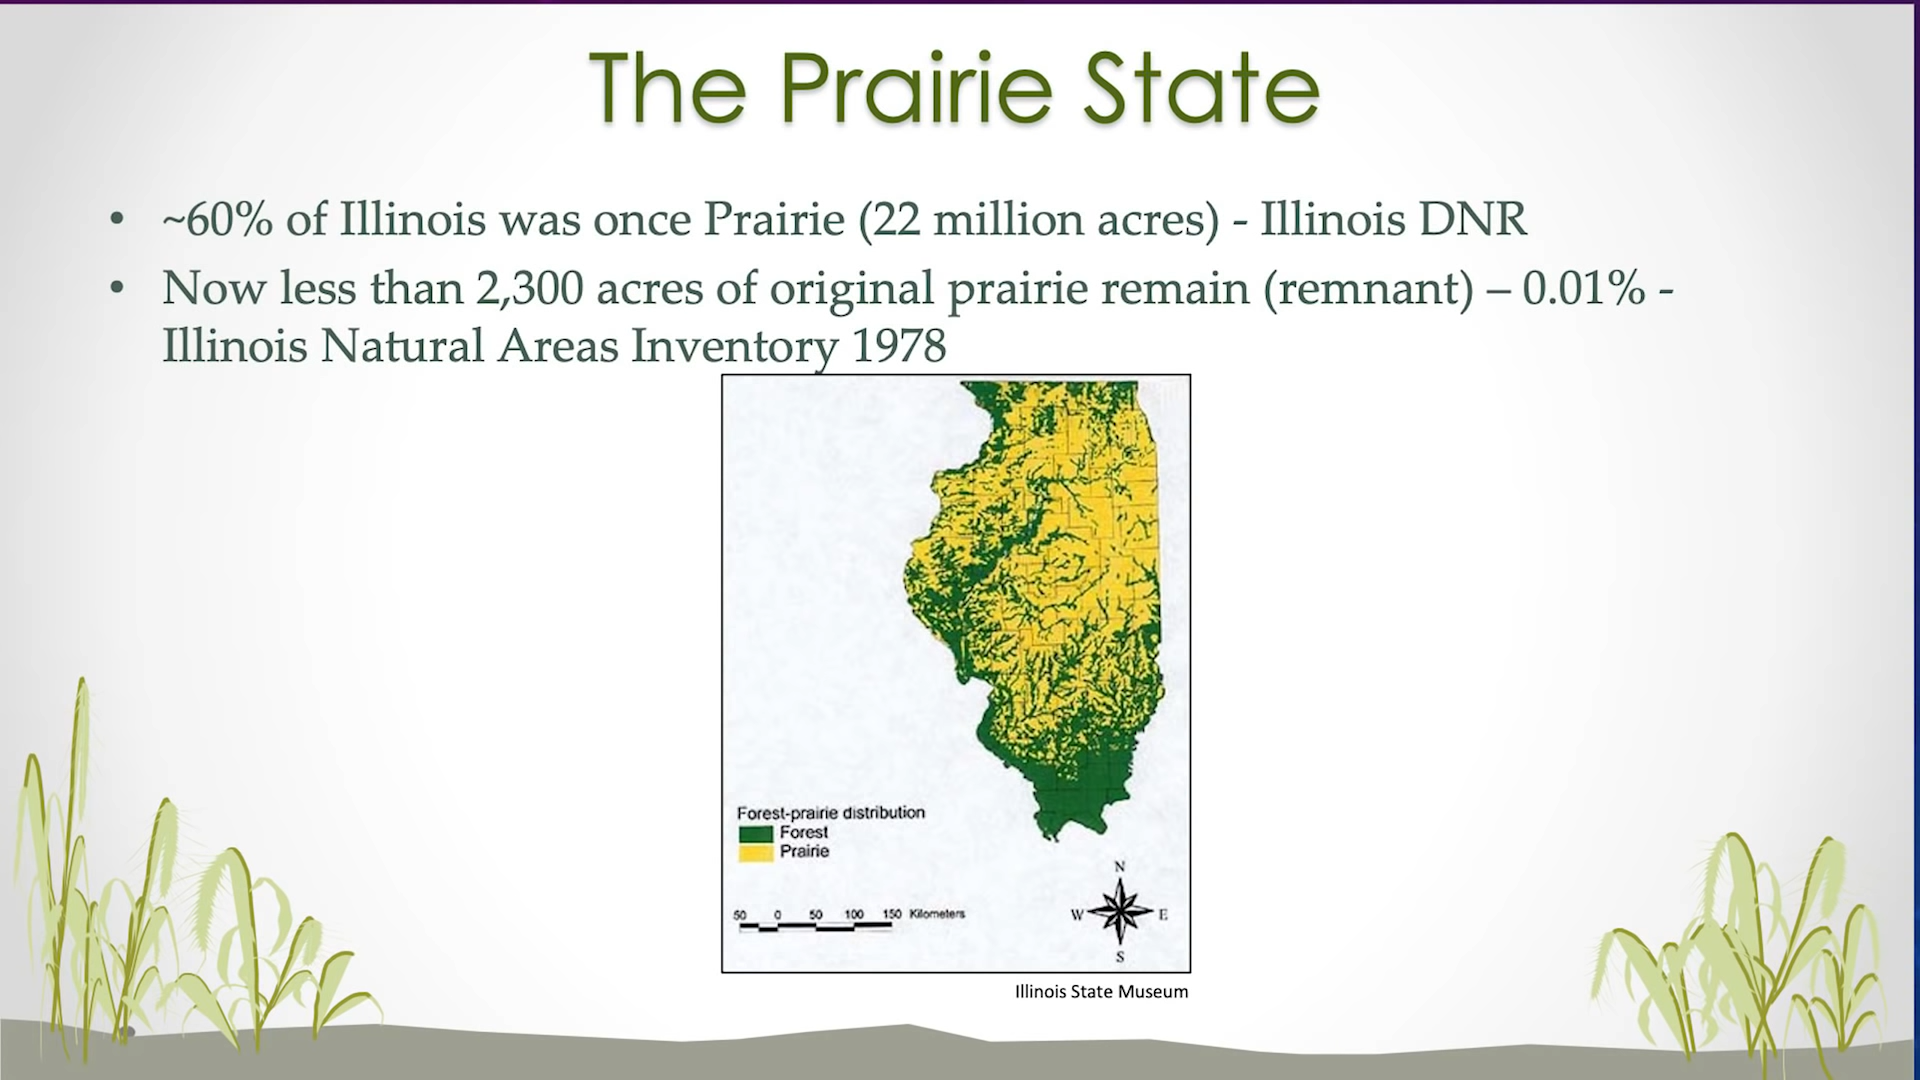 The Prairie State
• ~60% of Illinois was once Prairie (22 million acres) - Illinois DNR
• Now less than 2,300 acres of original prairie remain (remnant) – 0.01% -
Illinois Natural Areas Inventory 1978
Forest-prairie distribution
Forest
Prairie
50 0 50 100 150 Kilometers
N
W E
S
Illinois State Museum